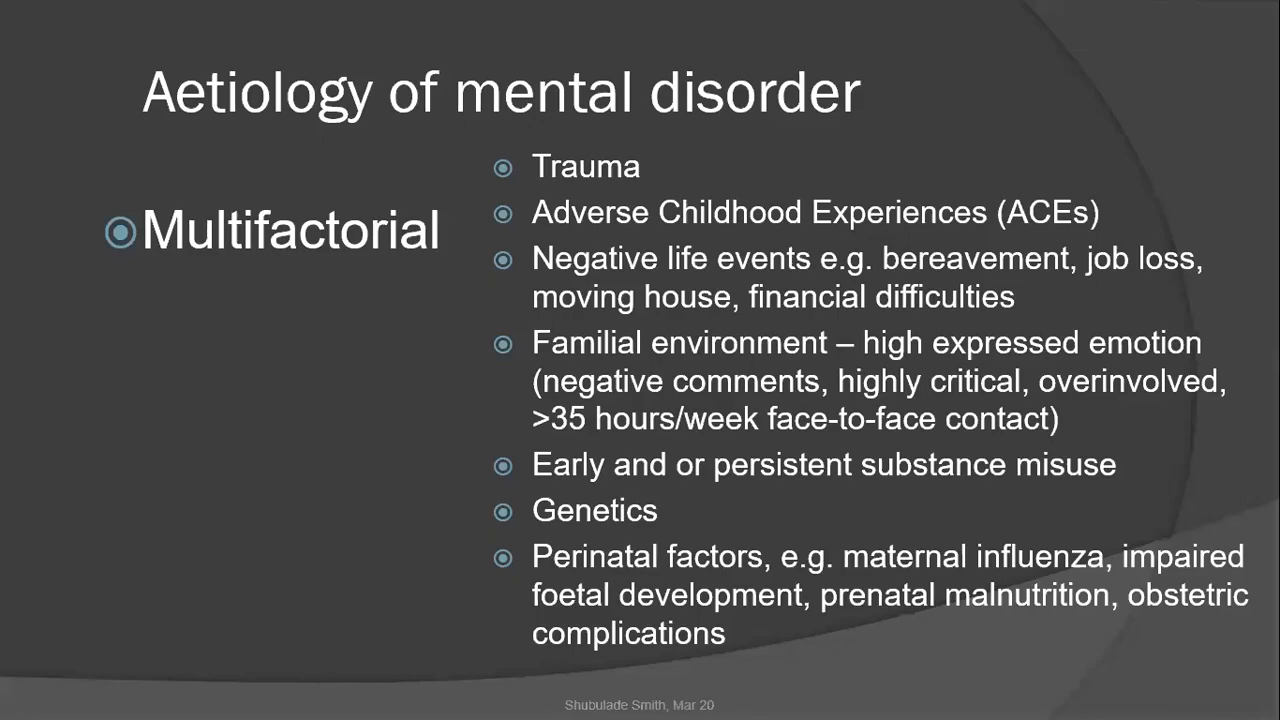 Aetiology of mental disorder
Multifactorial
Trauma
Adverse Childhood Experiences (ACEs)
Negative life events e.g. bereavement, job loss,
moving house, financial difficulties
Familial environment – high expressed emotion
(negative comments, highly critical, overinvolved,
>35 hours/week face-to-face contact)
Early and or persistent substance misuse
Genetics
Perinatal factors, e.g. maternal influenza, impaired
foetal development, prenatal malnutrition, obstetric
complications
Shubulade Smith, Mar 20